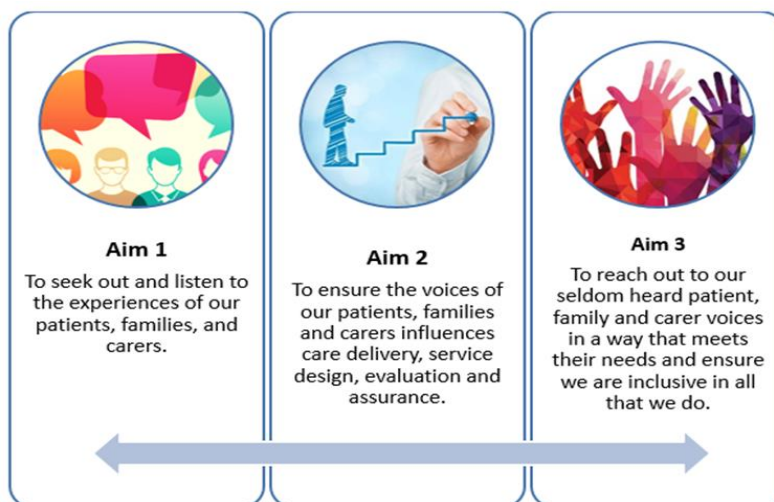 Aim 1
To seek out and listen to
the experiences of our
patients, families, and
carers.
Aim 2
To ensure the voices of
our patients, families
and carers influences
care delivery, service
design, evaluation and
assurance.
Aim 3
To reach out to our
seldom heard patient,
family and carer voices
in a way that meets
their needs and ensure
we are inclusive in all
that we do.